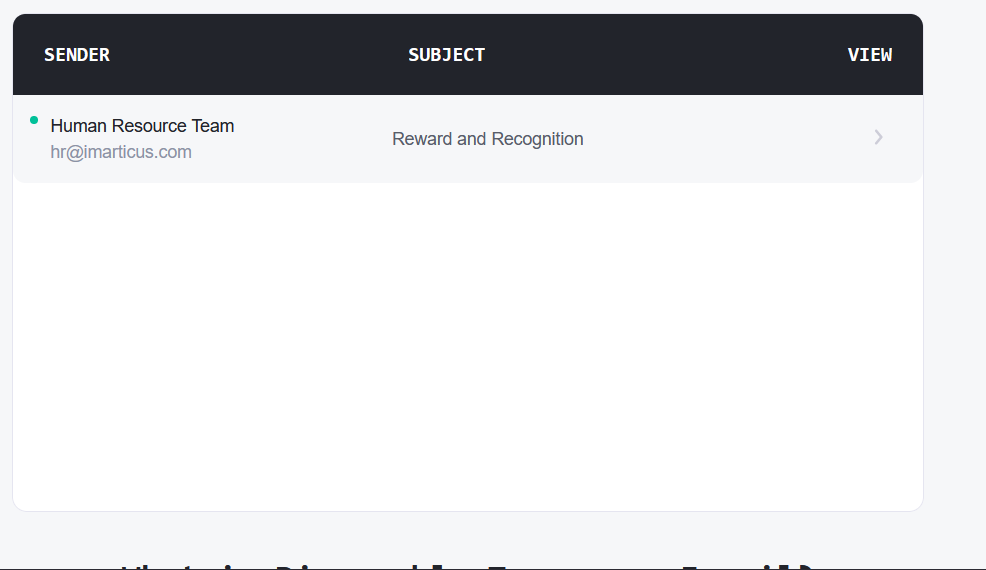 SENDER SUBJECT VIEW
Human Resource Team
hr@imarticus.com
Reward and Recognition